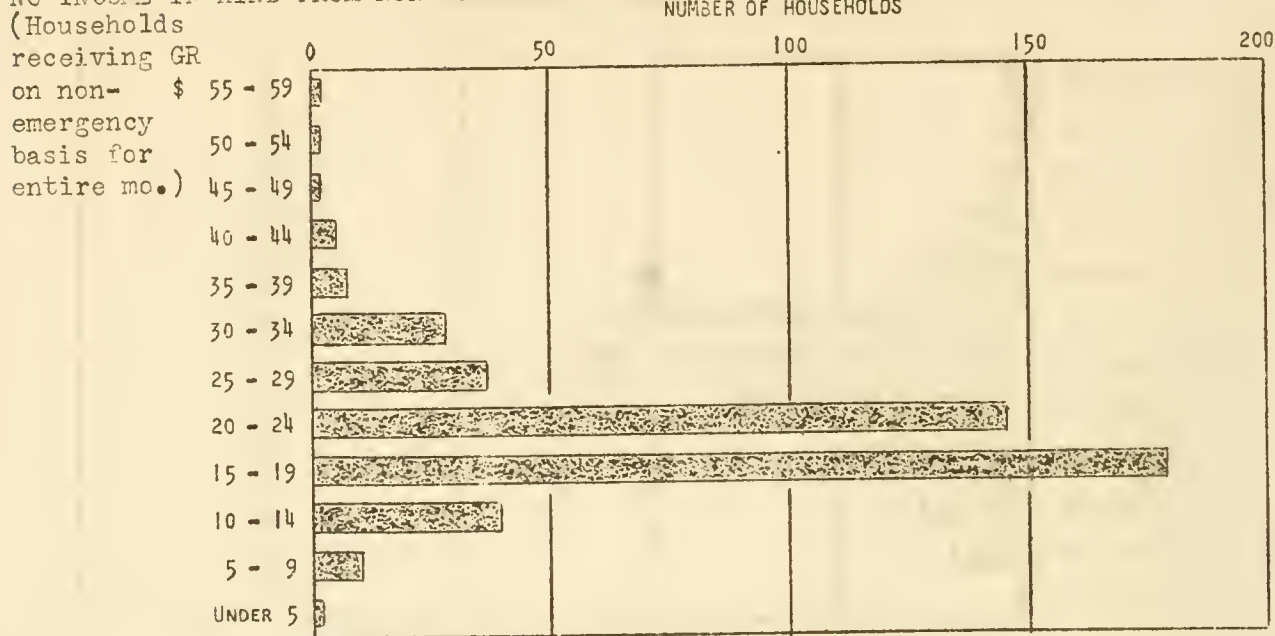 NUMBER OF HOUSEHOLDS
(Households
receiving GR
on non-
emergency
basis for
entire mo.)
0 50 100 150 200
$ 55 - 59
50 - 54
45 - 49
40 - 44
35 - 39
30 - 34
25 - 29
20 - 24
15 - 19
10 - 14
5 - 9
UNDER 5